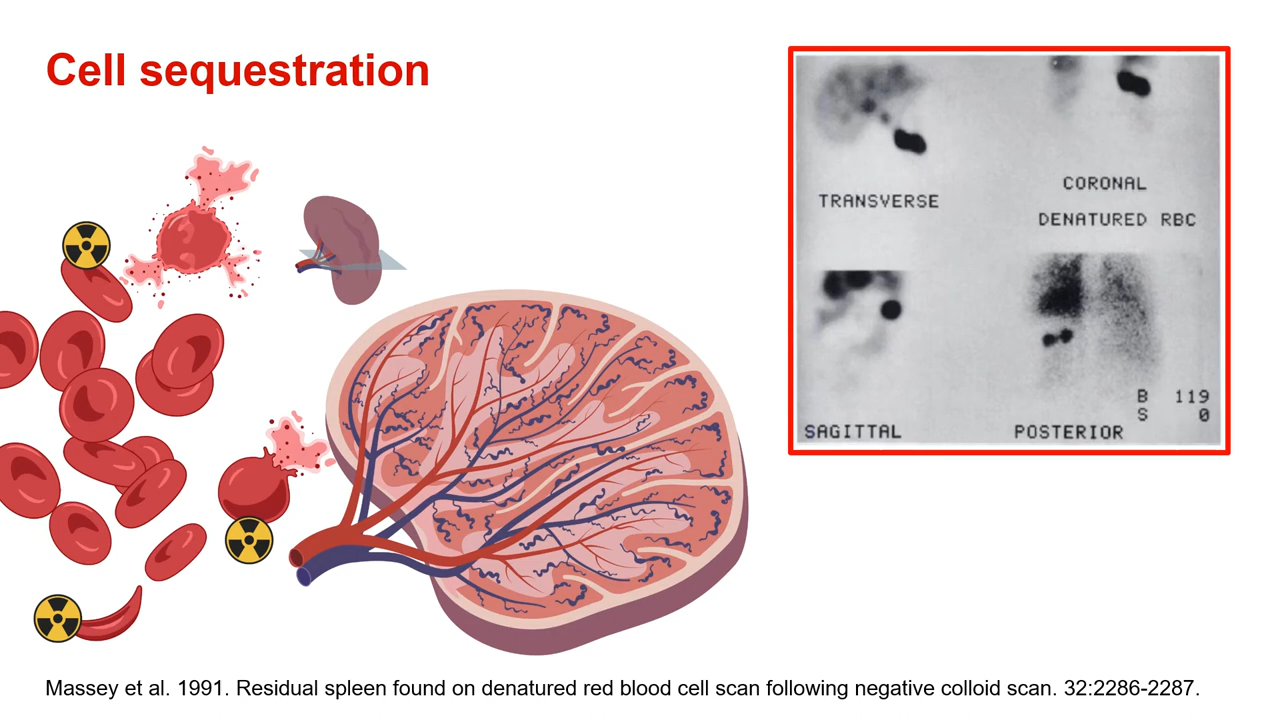 Cell sequestration
TRANSVERSE
CORONAL
DENATURED RBC
SAGITTAL
POSTERIOR
B 119
S 0
Massey et al. 1991. Residual spleen found on denatured red blood cell scan following negative colloid scan. 32:2286-2287.